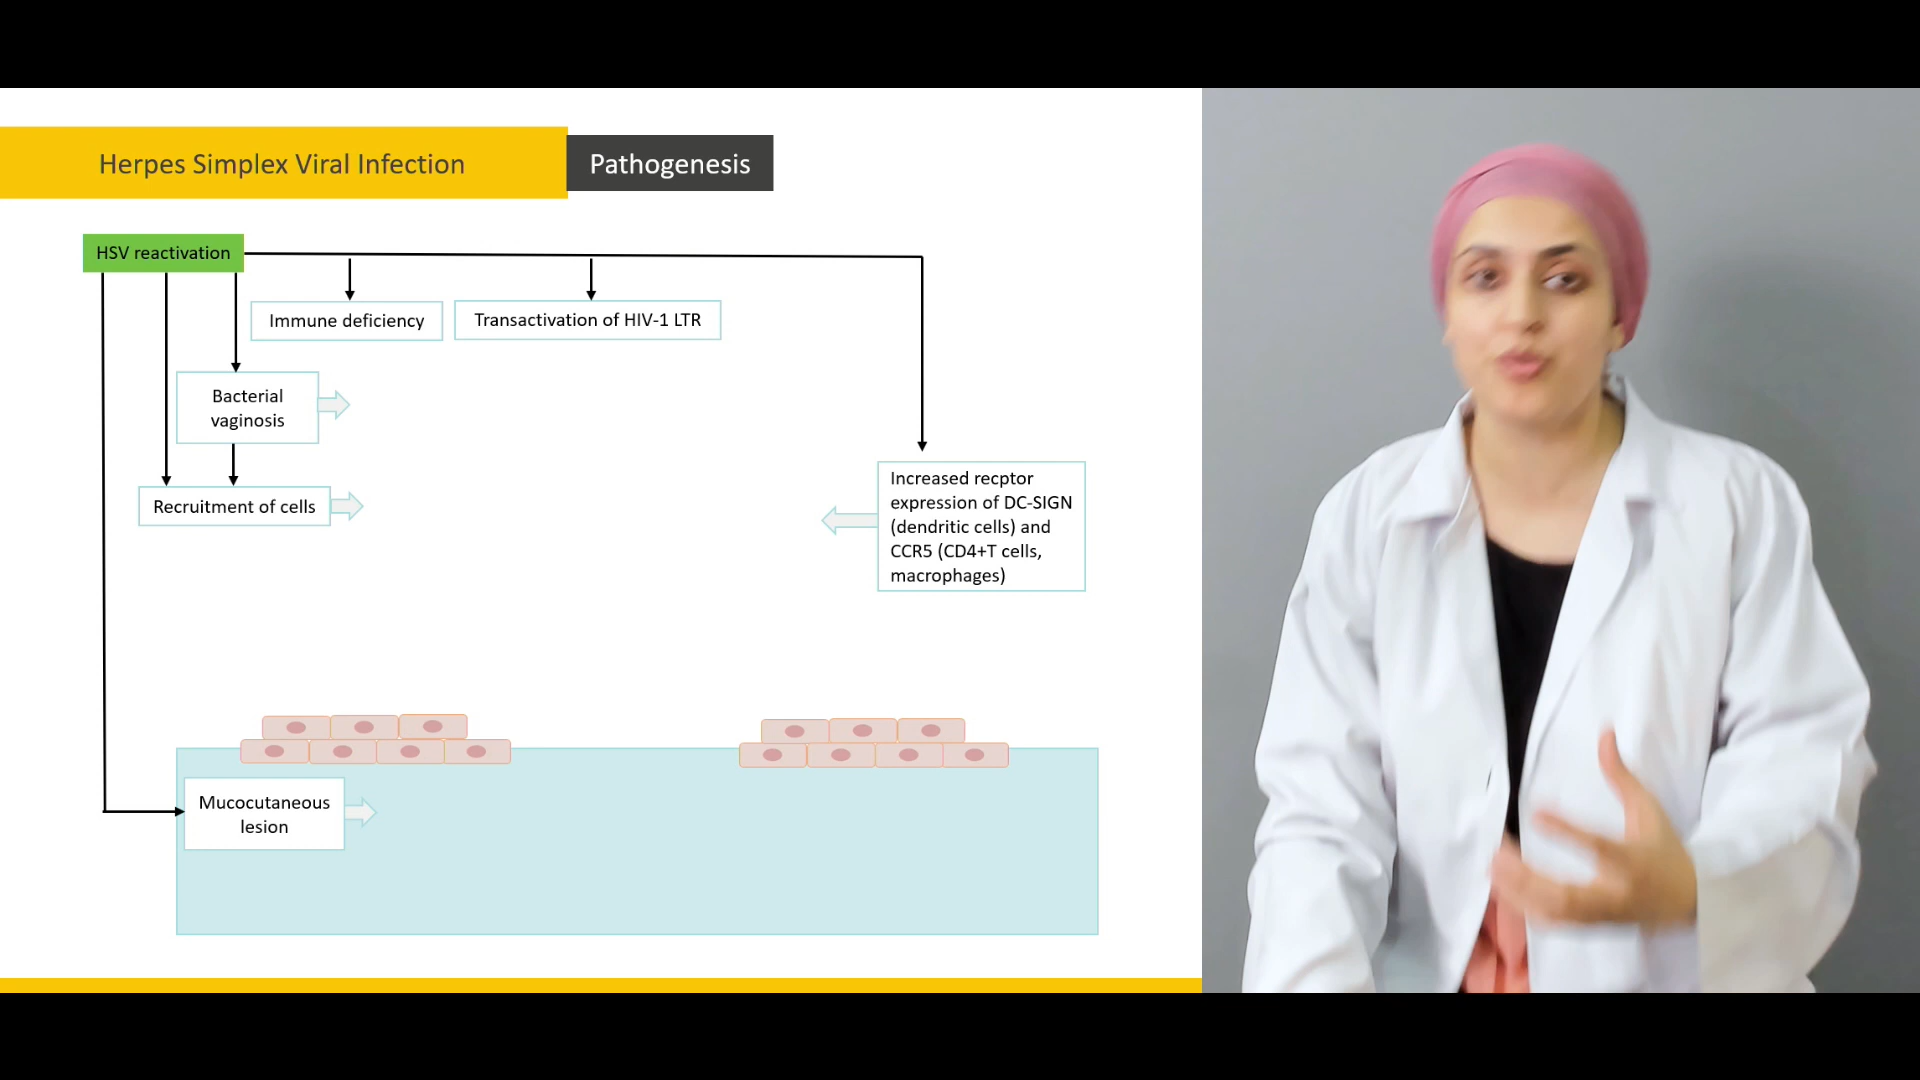 Herpes Simplex Viral Infection
Pathogenesis
HSV reactivation
Immune deficiency
Transactivation of HIV-1 LTR
Bacterial
vaginosis
Recruitment of cells
Increased recptor
expression of DC-SIGN
(dendritic cells) and
CCR5 (CD4+T cells,
macrophages)
Mucocutaneous
lesion